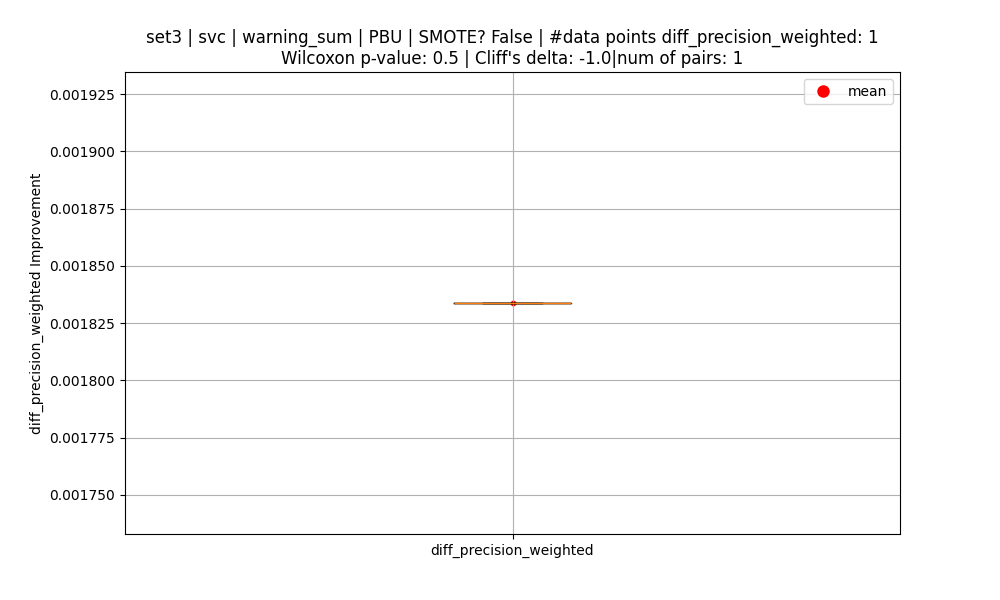 set3 | svc | warning_sum | PBU | SMOTE? False | #data points diff_precision_weighted: 1
Wilcoxon p-value: 0.5 | Cliff's delta: -1.0|num of pairs: 1
mean
0.001925
0.001900
0.001875
0.001850
0.001825
0.001800
0.001775
0.001750
diff_precision_weighted Improvement
diff_precision_weighted